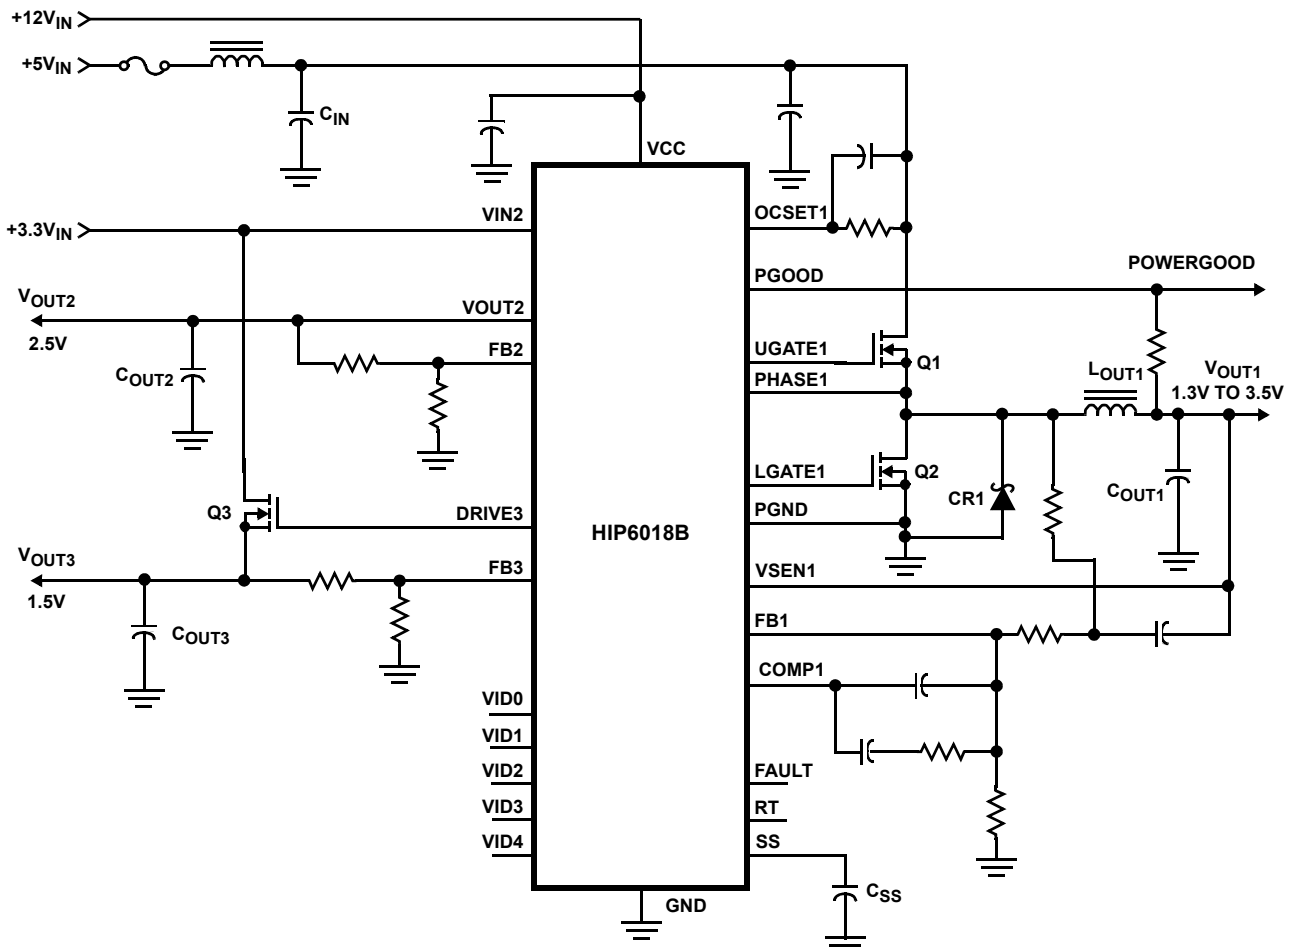 +12VIN
+5VIN
CIN
VCC
+3.3VIN
VIN2
OCSET1
PGOOD
POWERGOOD
VOUT2
2.5V
VOUT2
FB2
COUT2
UGATE1
Q1
PHASE1
LOUT1
VOUT1
1.3V TO 3.5V
LGATE1
Q2
CR1
COUT1
PGND
Q3
DRIVE3
HIP6018B
VOUT3
1.5V
FB3
COUT3
VSEN1
FB1
COMP1
VID0
VID1
VID2
VID3
VID4
FAULT
RT
SS
CSS
GND